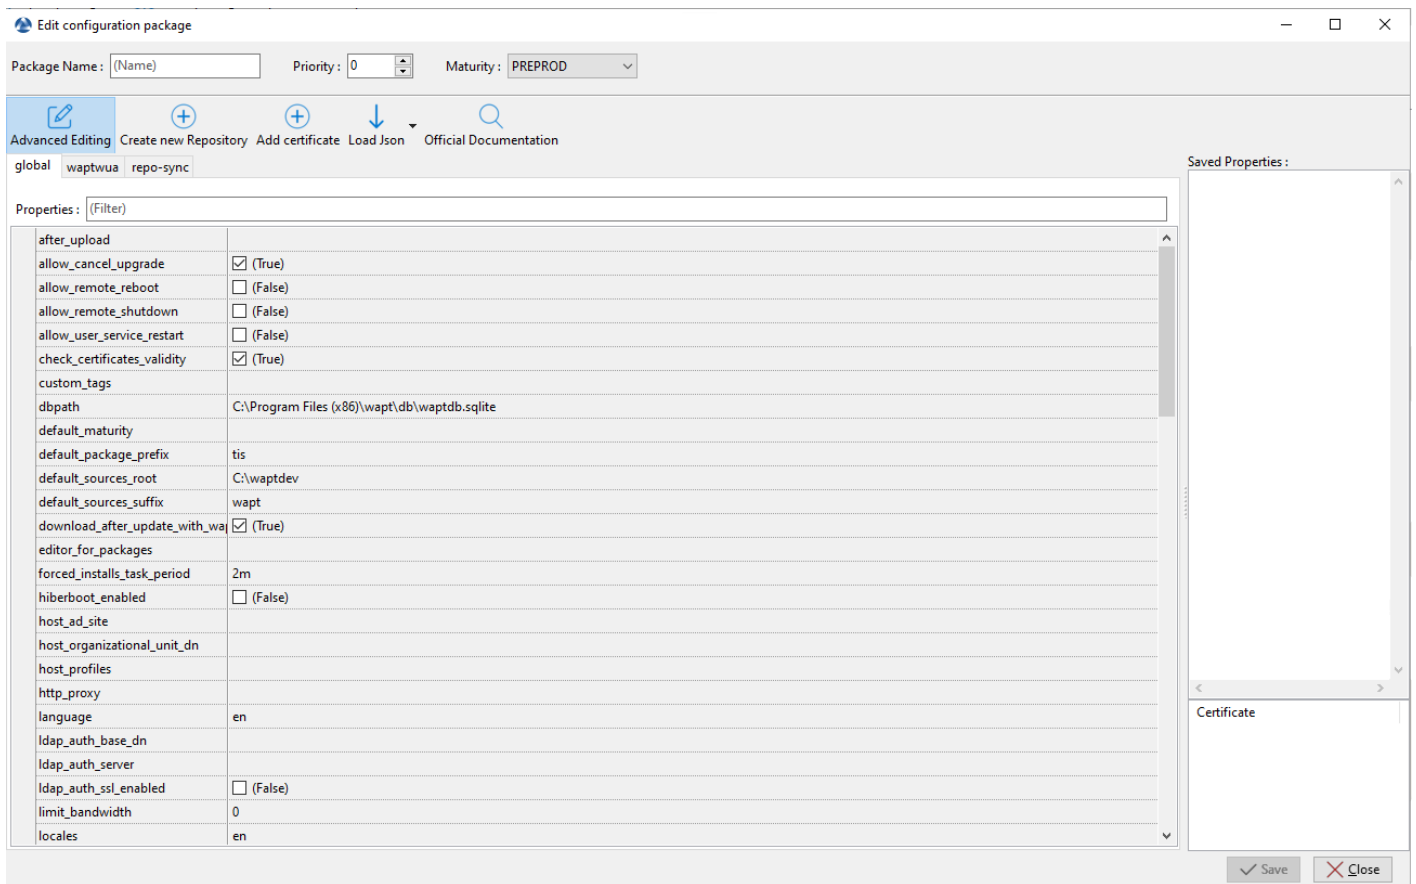 Edit configuration package
Package Name : (Name) Priority : 0 Maturity : PREPROD
Advanced Editing Create new Repository Add certificate Load Json Official Documentation
global waptwua repo-sync
Saved Properties :
Properties : (Filter)
after_upload
allow_cancel_upgrade (True)
allow_remote_reboot (False)
allow_remote_shutdown (False)
allow_user_service_restart (False)
check_certificates_validity (True)
custom_tags
dbpath C:\Program Files (x86)\wapt\db\waptdb.sqlite
default_maturity
default_package_prefix tis
default_sources_root C:\waptdev
default_sources_suffix wapt
download_after_update_with_wap (True)
editor_for_packages
forced_installs_task_period 2m
hiberboot_enabled (False)
host_ad_site
host_organizational_unit_dn
host_profiles
http_proxy
language en
ldap_auth_base_dn
ldap_auth_server
ldap_auth_ssl_enabled (False)
limit_bandwidth 0
locales en
Certificate
Save Close